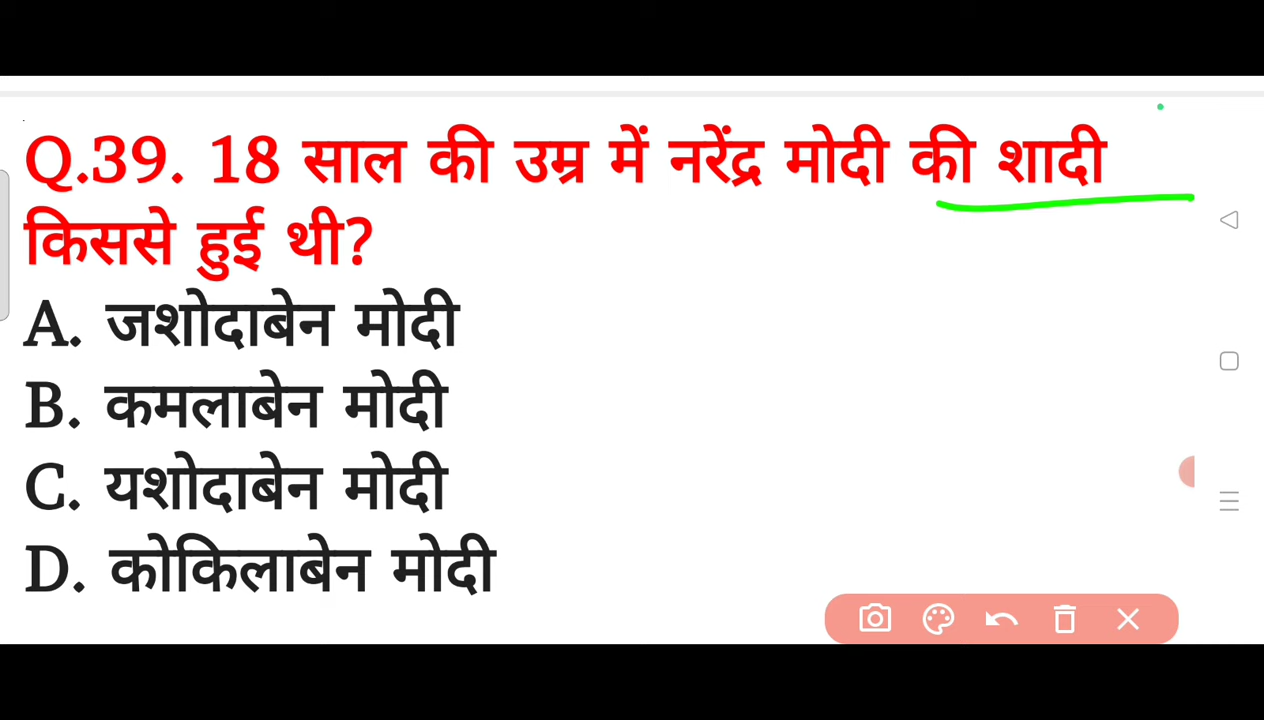 Q.39. 18 साल की उम्र में नरेंद्र मोदी की शादी
किससे हुई थी?
A. जशोदाबेन मोदी
B. कमलाबेन मोदी
C. यशोदाबेन मोदी
D. कोकिलाबेन मोदी